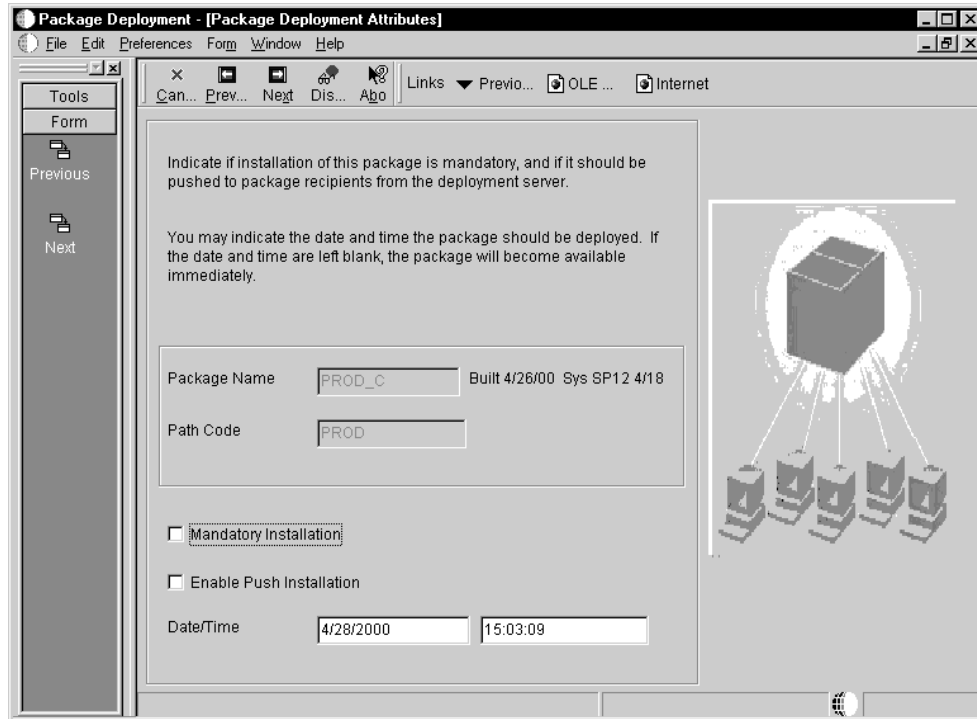 Package Deployment - [Package Deployment Attributes]
File Edit Preferences Form Window Help
Can... Prev... Next Dis... Abo Links Previo... OLE ... Internet
Tools
Form
Previous
Next
Indicate if installation of this package is mandatory, and if it should be
pushed to package recipients from the deployment server.
You may indicate the date and time the package should be deployed. If
the date and time are left blank, the package will become available
immediately.
Package Name PROD_C Built 4/26/00 Sys SP12 4/18
Path Code PROD
Mandatory Installation
Enable Push Installation
Date/Time 4/28/2000 15:03:09